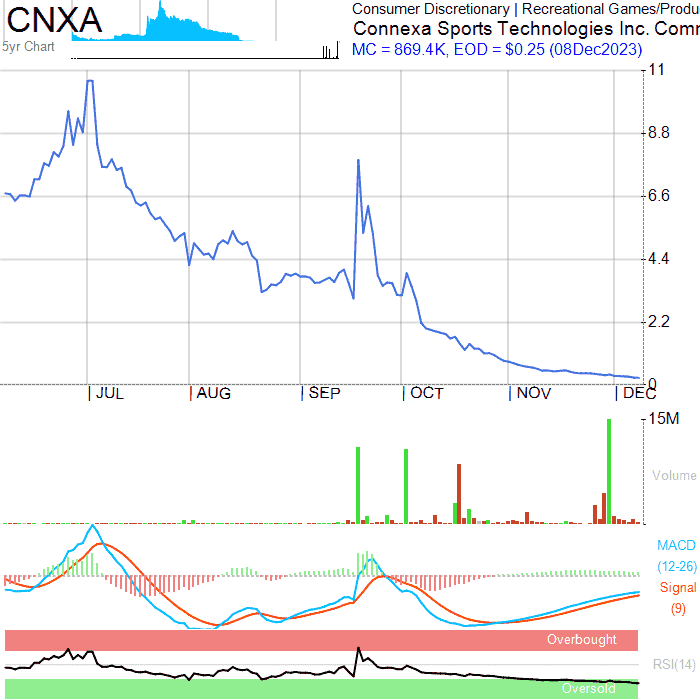 CNXA
5yr Chart
Consumer Discretionary | Recreational Games/Produ
Connexa Sports Technologies Inc. Comm
MC = 869.4K, EOD = $0.25 (08Dec2023)
11
8.8
6.6
4.4
2.2
0
JUL AUG SEP OCT NOV DEC
15M
Volume
MACD
(12-26)
Signal
(9)
Overbought
RSI(14)
Oversold